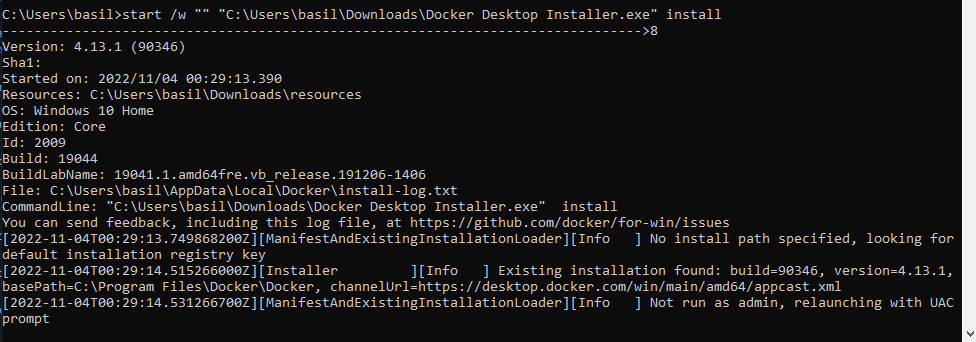 C:\Users\basil>start /w "" "C:\Users\basil\Downloads\Docker Desktop Installer.exe" install
-------------------------------------------------------------------------------->8
Version: 4.13.1 (90346)
Sha1:
Started on: 2022/11/04 00:29:13.390
Resources: C:\Users\basil\Downloads\resources
OS: Windows 10 Home
Edition: Core
Id: 2009
Build: 19044
BuildLabName: 19041.1.amd64fre.vb_release.191206-1406
File: C:\Users\basil\AppData\Local\Docker\install-log.txt
CommandLine: "C:\Users\basil\Downloads\Docker Desktop Installer.exe"  install
You can send feedback, including this log file, at https://github.com/docker/for-win/issues
[2022-11-04T00:29:13.749868200Z][ManifestAndExistingInstallationLoader][Info   ] No install path specified, looking for
default installation registry key
[2022-11-04T00:29:14.515266000Z][Installer         ][Info   ] Existing installation found: build=90346, version=4.13.1,
basePath=C:\Program Files\Docker\Docker, channelUrl=https://desktop.docker.com/win/main/amd64/appcast.xml
[2022-11-04T00:29:14.531266700Z][ManifestAndExistingInstallationLoader][Info   ] Not run as admin, relaunching with UAC
prompt